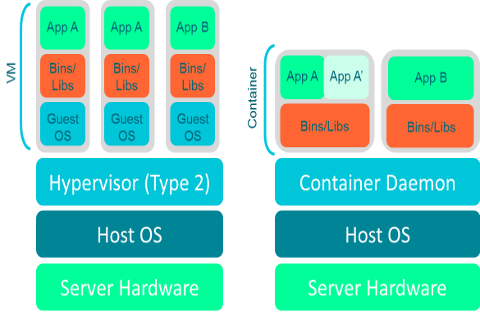 VM
App A
Bins/
Libs
Guest
OS
App A
Bins/
Libs
Guest
OS
App B
Bins/
Libs
Guest
OS
Hypervisor (Type 2)
Host OS
Server Hardware
Container
App A
App A’
Bins/Libs
App B
Bins/Libs
Container Daemon
Host OS
Server Hardware